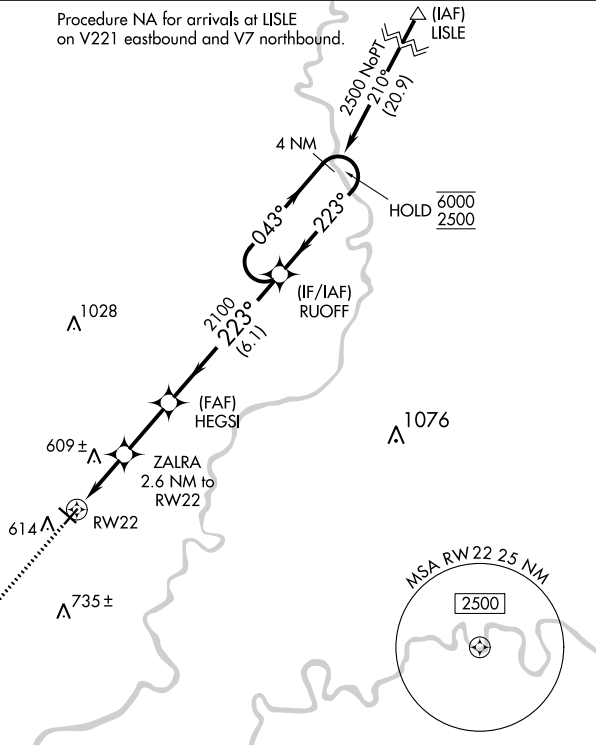 Procedure NA for arrivals at LISLE
on V221 eastbound and V7 northbound.
(IAF)
LISLE
2500 NoPT
210°
(20.9)
4 NM
HOLD 6000
2500
043°
223°
(IF/IAF)
RUOFF
2100
223°
(6.1)
1028
(FAF)
HEGSI
1076
609±
ZALRA
2.6 NM to
RW22
RW22
614
735±
MSA RW22 25 NM
2500